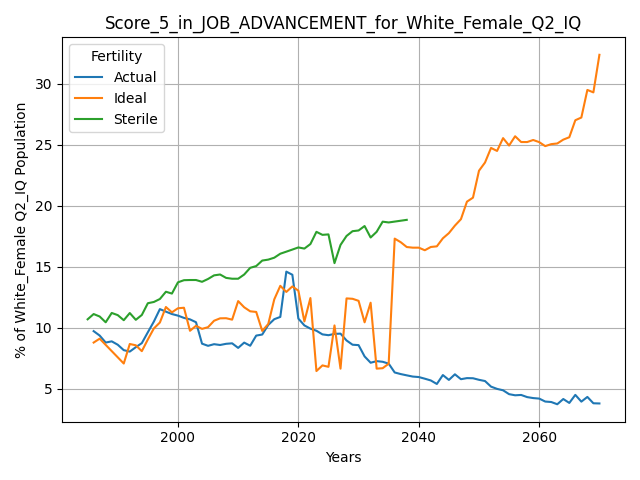 Score_5_in_JOB_ADVANCEMENT_for_White_Female_Q2_IQ
Fertility
Actual
Ideal
Sterile
% of White_Female Q2_IQ Population
30
25
20
15
10
5
2000 2020 2040 2060
Years